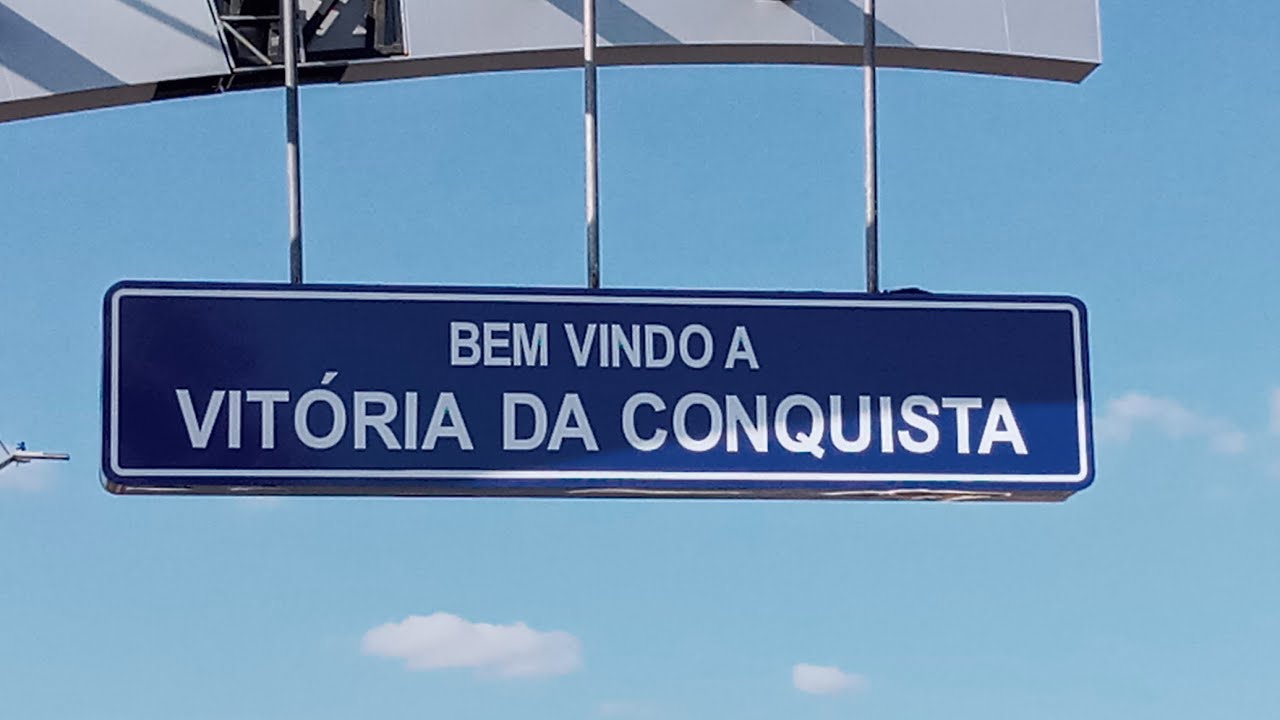 BEM VINDO A
VITÓRIA DA CONQUISTA